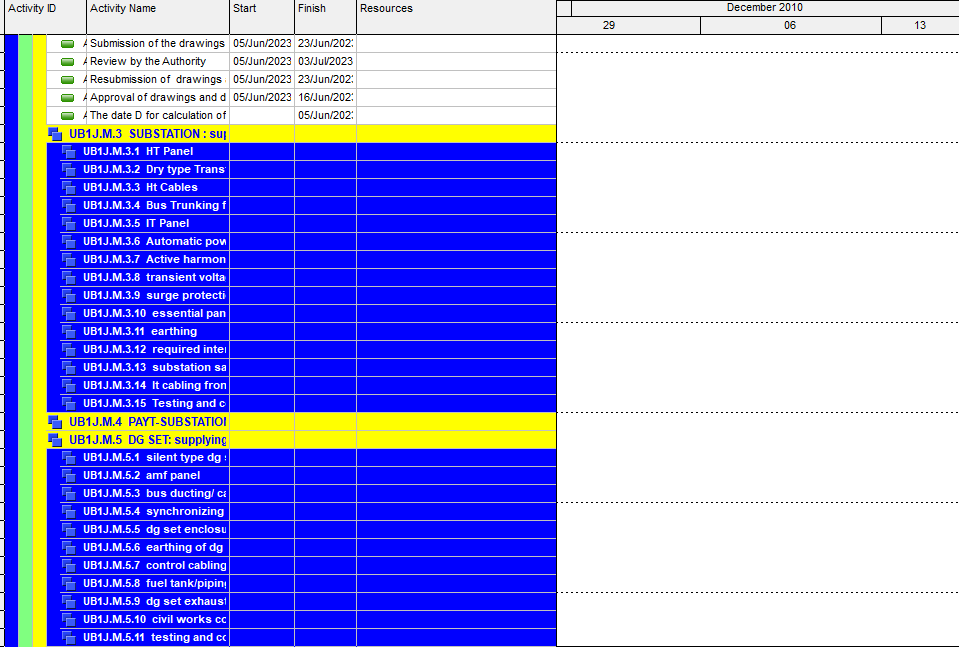 Activity ID Activity Name Start Finish Resources December 2010
29 06 13
Submission of the drawings 05/Jun/2023 23/Jun/202
Review by the Authority 05/Jun/2023 03/Jul/2023
Resubmission of drawings 05/Jun/2023 23/Jun/202
Approval of drawings and d 05/Jun/2023 16/Jun/202
The date D for calculation of 05/Jun/202
UB1J.M.3 SUBSTATION : sup
UB1J.M.3.1 HT Panel
UB1J.M.3.2 Dry type Trans
UB1J.M.3.3 Ht Cables
UB1J.M.3.4 Bus Trunking f
UB1J.M.3.5 lT Panel
UB1J.M.3.6 Automatic pow
UB1J.M.3.7 Active harmon
UB1J.M.3.8 transient volta
UB1J.M.3.9 surge protecti
UB1J.M.3.10 essential pan
UB1J.M.3.11 earthing
UB1J.M.3.12 required inter
UB1J.M.3.13 substation sa
UB1J.M.3.14 lt cabling fron
UB1J.M.3.15 Testing and c
UB1J.M.4 PAYT-SUBSTATION
UB1J.M.5 DG SET: supplying
UB1J.M.5.1 silent type dg
UB1J.M.5.2 amf panel
UB1J.M.5.3 bus ducting/ ca
UB1J.M.5.4 synchronizing
UB1J.M.5.5 dg set enclosu
UB1J.M.5.6 earthing of dg
UB1J.M.5.7 control cabling
UB1J.M.5.8 fuel tank/piping
UB1J.M.5.9 dg set exhaust
UB1J.M.5.10 civil works co
UB1J.M.5.11 testing and co